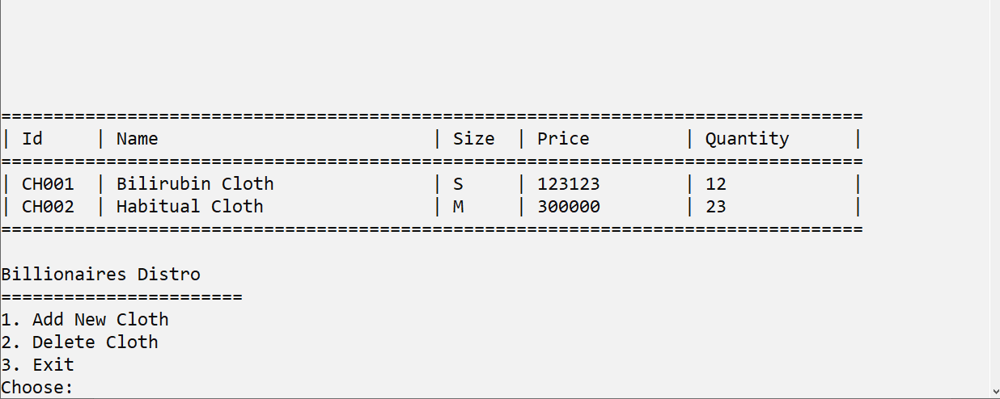 ==================================================================================
| Id     | Name                          | Size  | Price         | Quantity      |
==================================================================================
| CH001  | Bilirubin Cloth               | S     | 123123        | 12            |
| CH002  | Habitual Cloth                | M     | 300000        | 23            |
==================================================================================
Billionaires Distro
=======================
1. Add New Cloth
2. Delete Cloth
3. Exit
Choose: